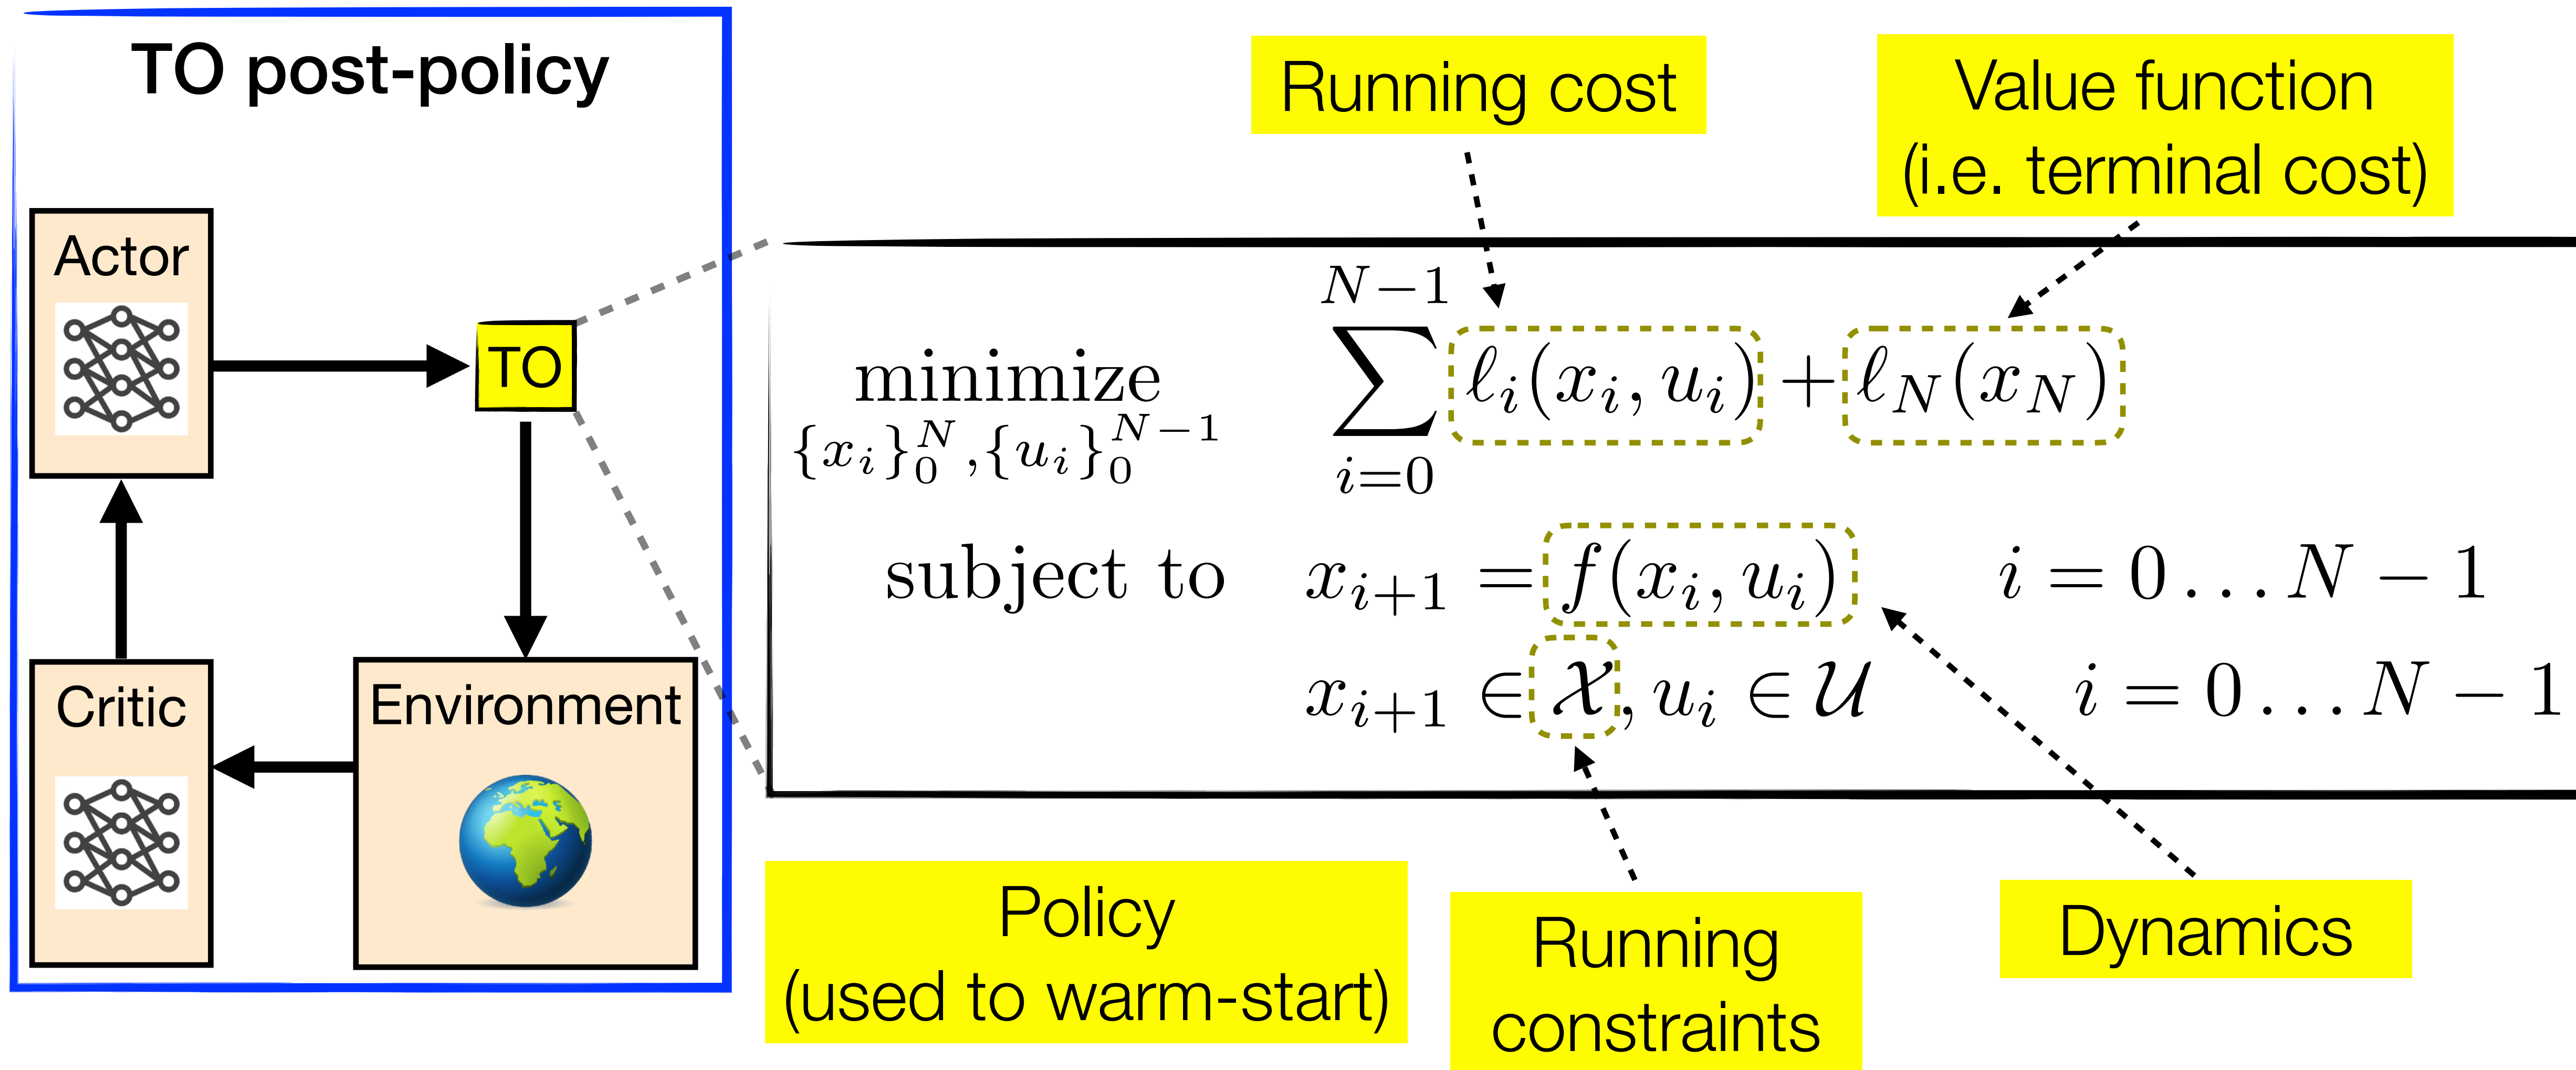 TO post-policy
Actor
TO
Critic
Environment
Running cost
Value function
(i.e. terminal cost)
minimize
{x_i}_0^N, {u_i}_0^{N−1}
∑_{i=0}^{N−1} ℓ_i(x_i, u_i) + ℓ_N(x_N)
subject to x_{i+1} = f(x_i, u_i) i = 0 … N − 1
x_{i+1} ∈ 𝒳, u_i ∈ 𝒰 i = 0 … N − 1
Policy
(used to warm-start)
Running
constraints
Dynamics